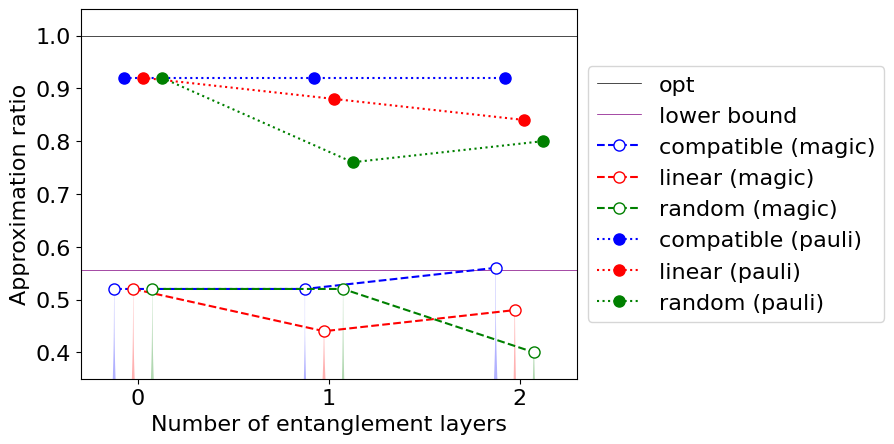 Approximation ratio
1.0
0.9
0.8
0.7
0.6
0.5
0.4
0
1
2
Number of entanglement layers
opt
lower bound
compatible (magic)
linear (magic)
random (magic)
compatible (pauli)
linear (pauli)
random (pauli)